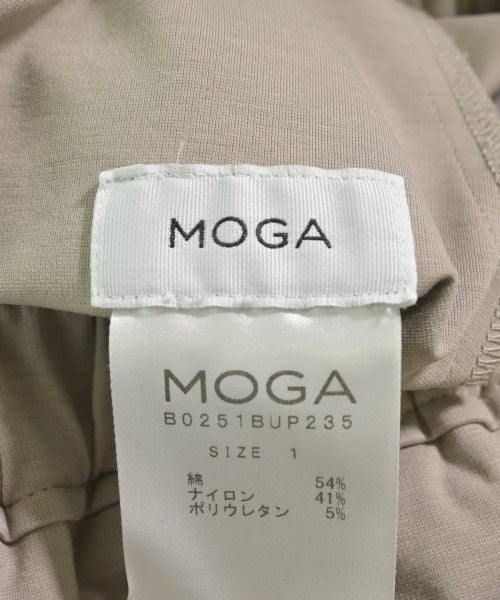 MOGA
MOGA
B0251BUP235
SIZE 1
綿 54%
ナイロン 41%
ポリウレタン 5%